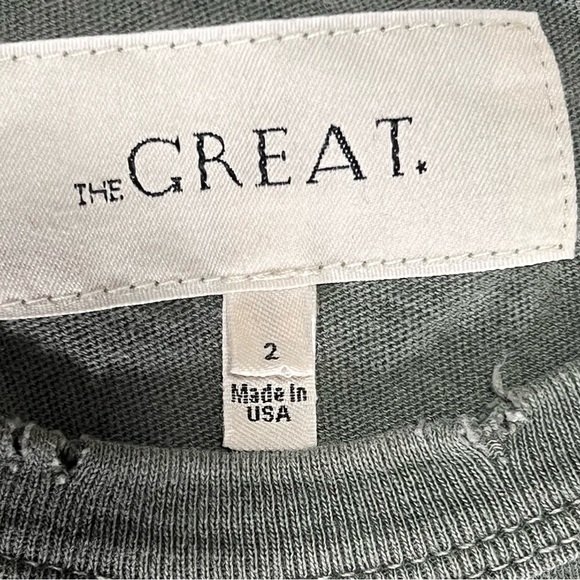 THE. GREAT.
2
Made In
USA